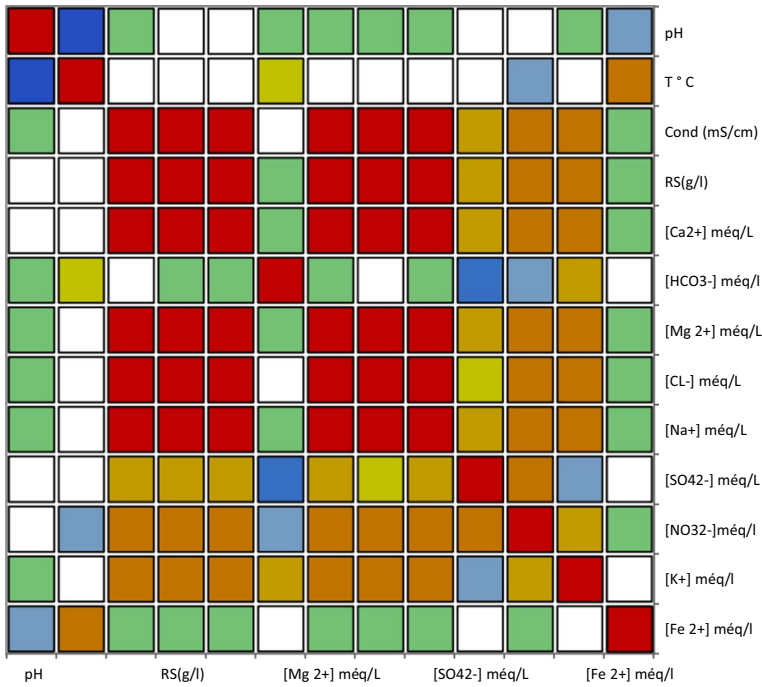 pH
T ° C
Cond (mS/cm)
RS(g/l)
[Ca2+] méq/L
[HCO3-] méq/l
[Mg 2+] méq/L
[CL-] méq/L
[Na+] méq/L
[SO42-] méq/L
[NO32-]méq/l
[K+] méq/l
[Fe 2+] méq/l
pH RS(g/l) [Mg 2+] méq/L [SO42-] méq/L [Fe 2+] méq/l